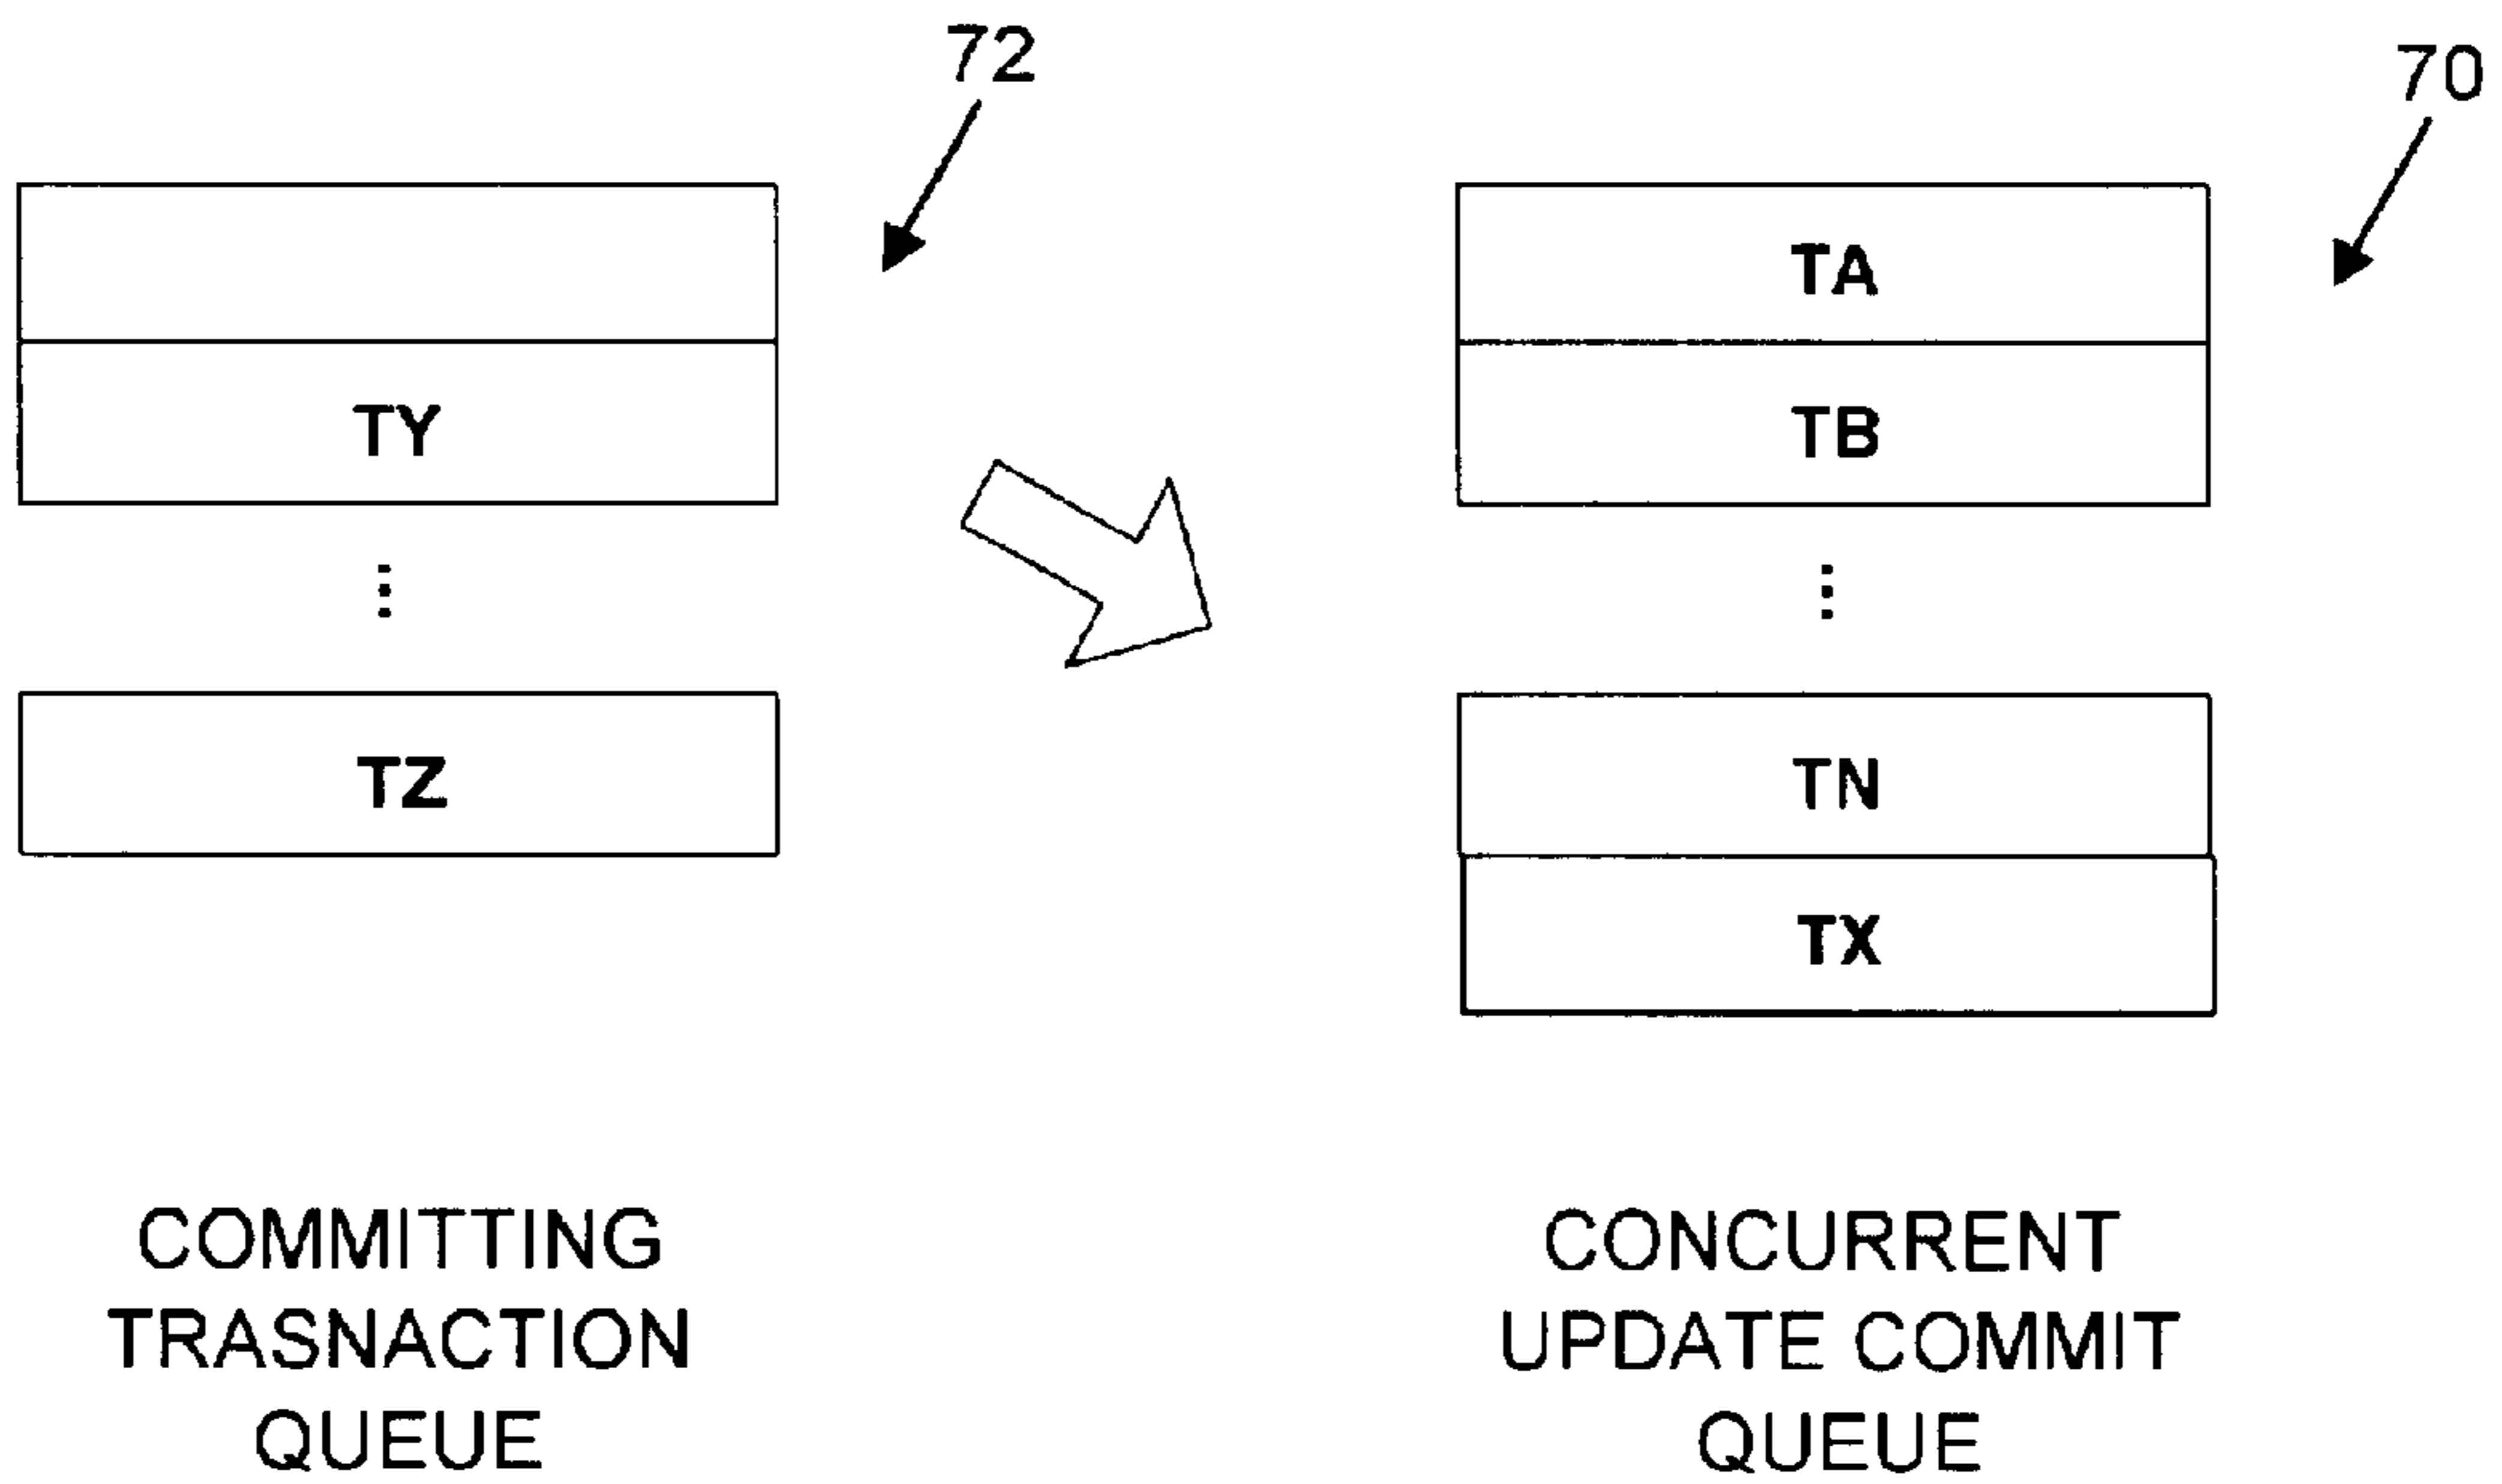 72
70
TY
TZ
TA
TB
TN
TX
COMMITTING
TRASNACTION
QUEUE
CONCURRENT
UPDATE COMMIT
QUEUE